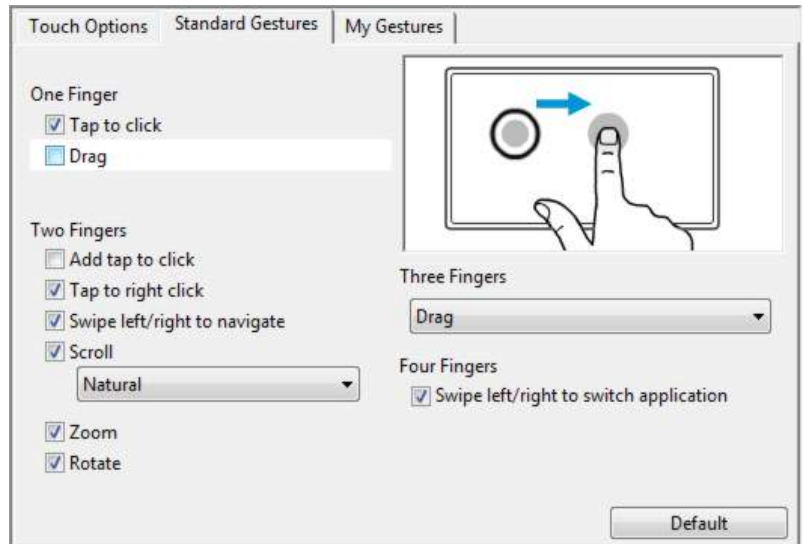 Touch Options
Standard Gestures
My Gestures
One Finger
Tap to click
Drag
Two Fingers
Add tap to click
Tap to right click
Swipe left/right to navigate
Scroll
Natural
Zoom
Rotate
Three Fingers
Drag
Four Fingers
Swipe left/right to switch application
Default